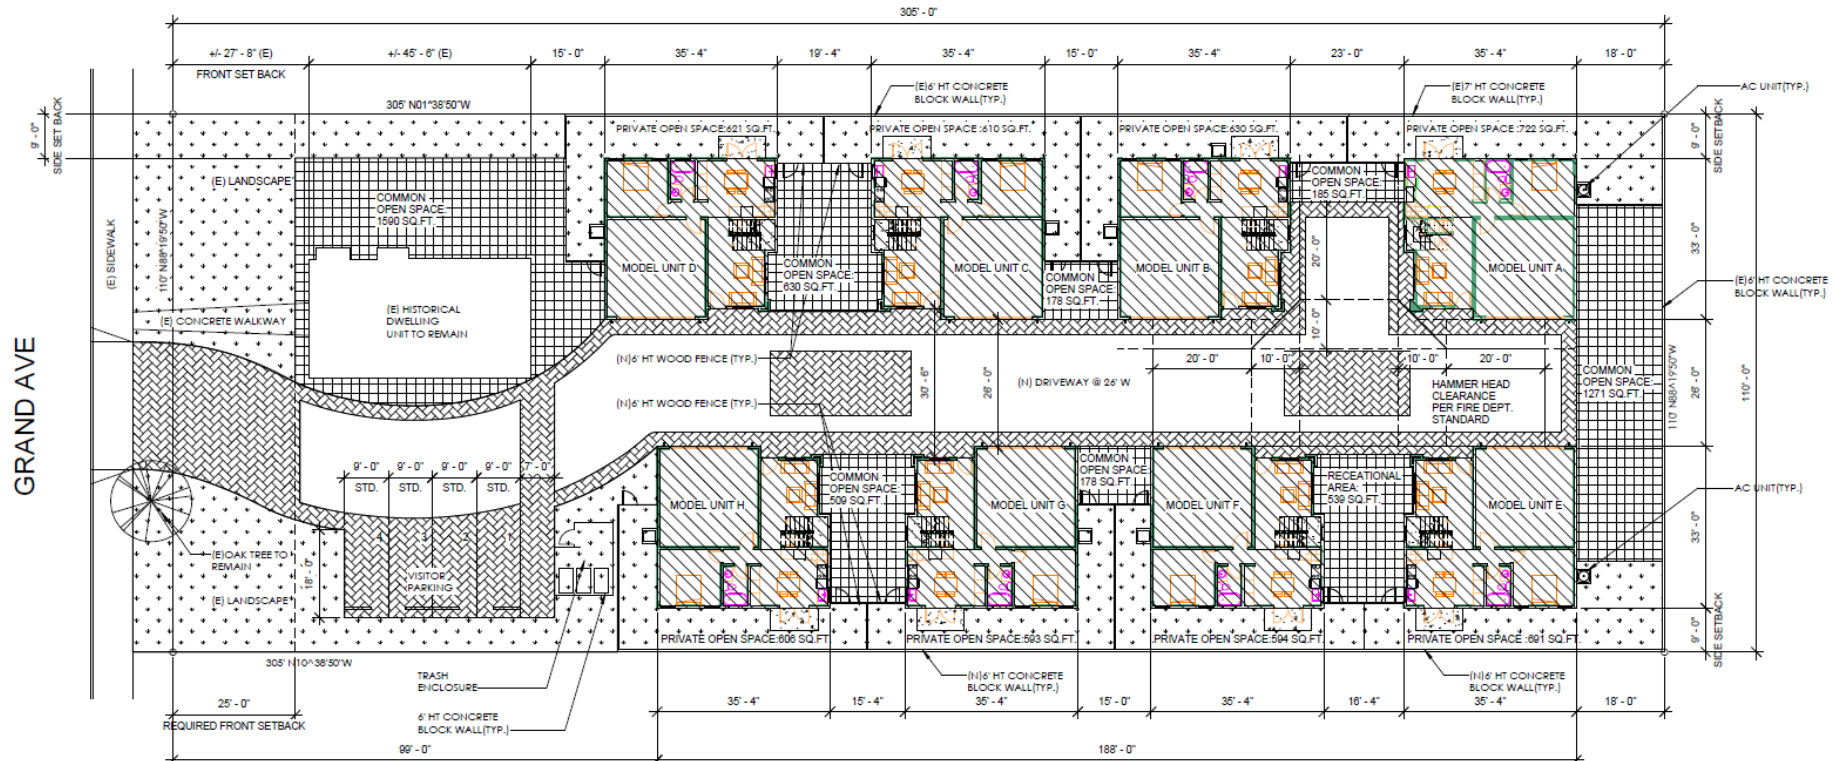 305' - 0"
+/- 27' - 8" (E)
+/- 45' - 6" (E)
15' - 0"
35' - 4"
19' - 4"
35' - 4"
15' - 0"
35' - 4"
23' - 0"
35' - 4"
18' - 0"
FRONT SET BACK
(E)6' HT CONCRETE
BLOCK WALL(TYP.)
(E)7' HT CONCRETE
BLOCK WALL(TYP.)
AC UNIT(TYP.)
305' N01^38'50"W
9' - 0"
SIDE SET BACK
PRIVATE OPEN SPACE:621 SQ.FT.
PRIVATE OPEN SPACE :610 SQ.FT.
PRIVATE OPEN SPACE:630 SQ.FT.
PRIVATE OPEN SPACE :722 SQ.FT.
9' - 0"
SIDE SETBACK
(E) LANDSCAPE
COMMON
OPEN SPACE:
1590 SQ.FT.
COMMON
OPEN SPACE:
185 SQ.FT.
(E) SIDEWALK
110' N88^19'50"W
MODEL UNIT D
COMMON
OPEN SPACE:
630 SQ.FT.
MODEL UNIT C
COMMON
OPEN SPACE:
178 SQ.FT.
MODEL UNIT B
20' - 0"
MODEL UNIT A
33' - 0"
(E)6' HT CONCRETE
BLOCK WALL(TYP.)
(E) HISTORICAL
DWELLING
UNIT TO REMAIN
(E) CONCRETE WALKWAY
10' - 0"
GRAND AVE
(N)6' HT WOOD FENCE (TYP.)
30' - 6"
26' - 0"
(N) DRIVEWAY @ 26' W
20' - 0"
10' - 0"
10' - 0"
20' - 0"
HAMMER HEAD
CLEARANCE
PER FIRE DEPT.
STANDARD
COMMON
OPEN SPACE:
1271 SQ.FT.
110' N88^19'50"W
26' - 0"
110' - 0"
(N)6' HT WOOD FENCE (TYP.)
9' - 0"
9' - 0"
9' - 0"
9' - 0"
7' - 0"
STD.
STD.
STD.
STD.
MODEL UNIT H
COMMON
OPEN SPACE:
509 SQ.FT.
MODEL UNIT G
COMMON
OPEN SPACE:
178 SQ.FT.
MODEL UNIT F
RECEATIONAL
AREA:
539 SQ.FT.
MODEL UNIT E
AC UNIT(TYP.)
33' - 0"
4
3
2
1
(E)OAK TREE TO
REMAIN
18' - 0"
VISITOR
PARKING
(E) LANDSCAPE
PRIVATE OPEN SPACE:606 SQ.FT.
PRIVATE OPEN SPACE:593 SQ.FT.
PRIVATE OPEN SPACE:594 SQ.FT.
PRIVATE OPEN SPACE :691 SQ.FT.
9' - 0"
SIDE SETBACK
305' N10^38'50"W
TRASH
ENCLOSURE
(N)6' HT CONCRETE
BLOCK WALL(TYP.)
(N)6' HT CONCRETE
BLOCK WALL(TYP.)
25' - 0"
REQUIRED FRONT SETBACK
6' HT CONCRETE
BLOCK WALL(TYP.)
35' - 4"
15' - 4"
35' - 4"
15' - 0"
35' - 4"
16' - 4"
35' - 4"
18' - 0"
99' - 0"
188' - 0"